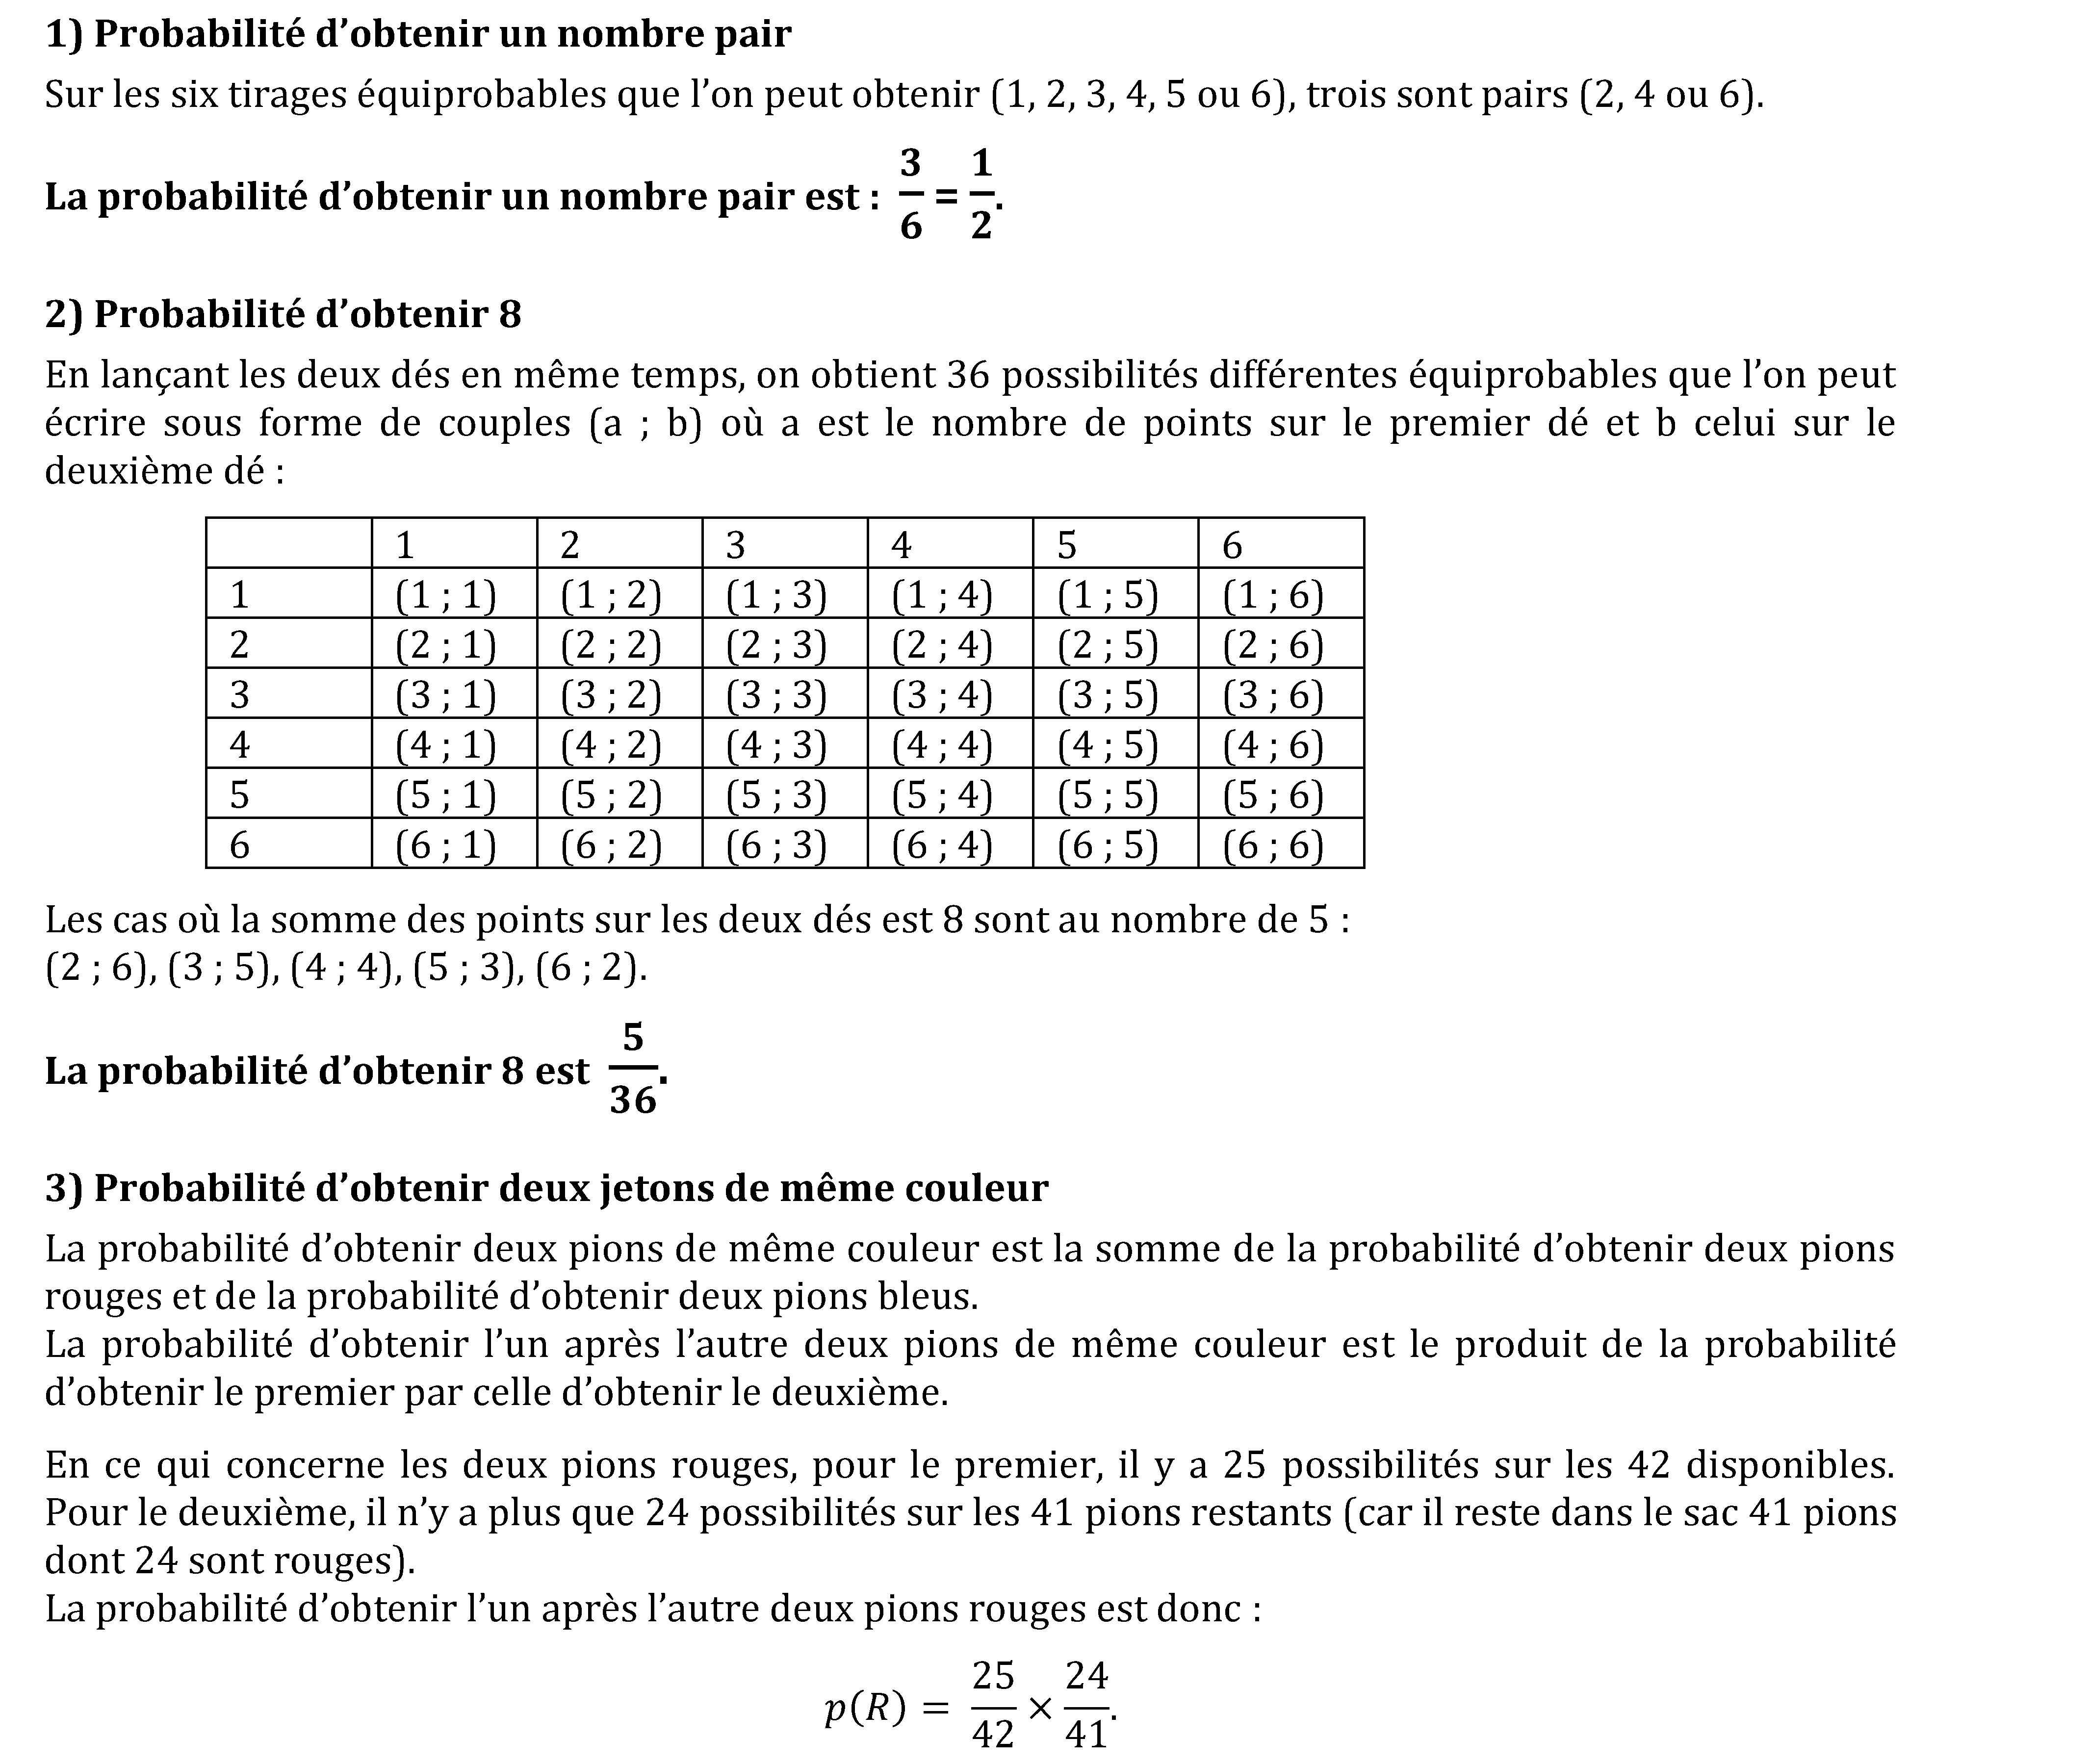 1) Probabilité d’obtenir un nombre pair
Sur les six tirages équiprobables que l’on peut obtenir (1, 2, 3, 4, 5 ou 6), trois sont pairs (2, 4 ou 6).
La probabilité d’obtenir un nombre pair est : 3/6 = 1/2.
2) Probabilité d’obtenir 8
En lançant les deux dés en même temps, on obtient 36 possibilités différentes équiprobables que l’on peut
écrire sous forme de couples (a ; b) où a est le nombre de points sur le premier dé et b celui sur le
deuxième dé :
1 2 3 4 5 6
1 (1 ; 1) (1 ; 2) (1 ; 3) (1 ; 4) (1 ; 5) (1 ; 6)
2 (2 ; 1) (2 ; 2) (2 ; 3) (2 ; 4) (2 ; 5) (2 ; 6)
3 (3 ; 1) (3 ; 2) (3 ; 3) (3 ; 4) (3 ; 5) (3 ; 6)
4 (4 ; 1) (4 ; 2) (4 ; 3) (4 ; 4) (4 ; 5) (4 ; 6)
5 (5 ; 1) (5 ; 2) (5 ; 3) (5 ; 4) (5 ; 5) (5 ; 6)
6 (6 ; 1) (6 ; 2) (6 ; 3) (6 ; 4) (6 ; 5) (6 ; 6)
Les cas où la somme des points sur les deux dés est 8 sont au nombre de 5 :
(2 ; 6), (3 ; 5), (4 ; 4), (5 ; 3), (6 ; 2).
La probabilité d’obtenir 8 est 5/36.
3) Probabilité d’obtenir deux jetons de même couleur
La probabilité d’obtenir deux pions de même couleur est la somme de la probabilité d’obtenir deux pions
rouges et de la probabilité d’obtenir deux pions bleus.
La probabilité d’obtenir l’un après l’autre deux pions de même couleur est le produit de la probabilité
d’obtenir le premier par celle d’obtenir le deuxième.
En ce qui concerne les deux pions rouges, pour le premier, il y a 25 possibilités sur les 42 disponibles.
Pour le deuxième, il n’y a plus que 24 possibilités sur les 41 pions restants (car il reste dans le sac 41 pions
dont 24 sont rouges).
La probabilité d’obtenir l’un après l’autre deux pions rouges est donc :
p(R) = 25/42 × 24/41.